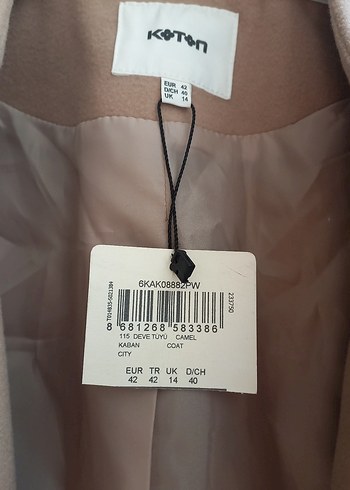 KOTON
EUR 42
D/CH 40
UK 14
6KAK08882PW
233750
8 681268 583386
115 DEVE TÜYÜ CAMEL
KABAN COAT
CITY
EUR TR UK D/CH
42 42 14 40